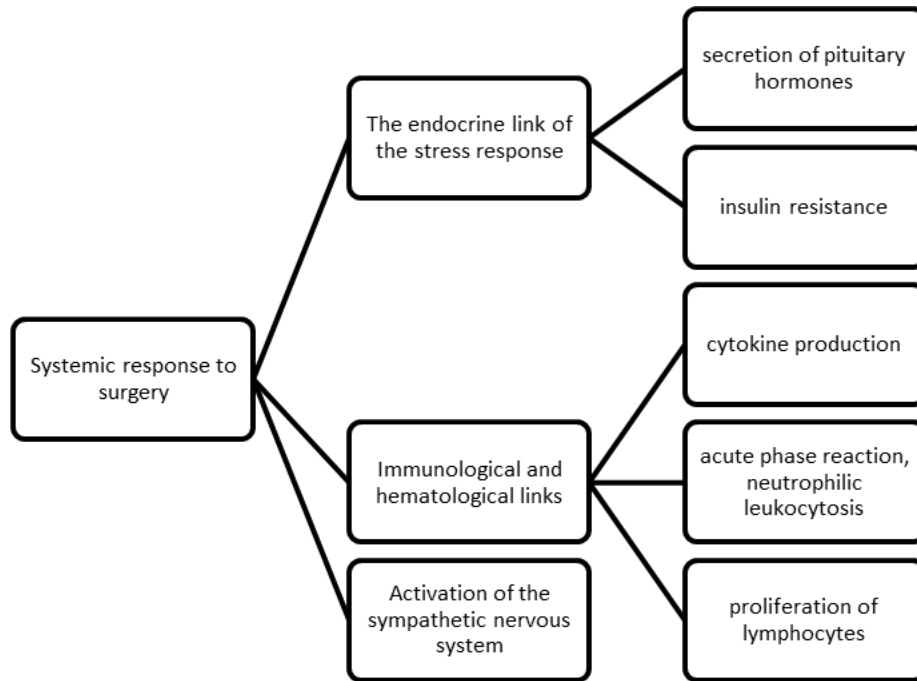 Systemic response to
surgery
The endocrine link of
the stress response
secretion of pituitary
hormones
insulin resistance
Immunological and
hematological links
cytokine production
acute phase reaction,
neutrophilic
leukocytosis
proliferation of
lymphocytes
Activation of the
sympathetic nervous
system